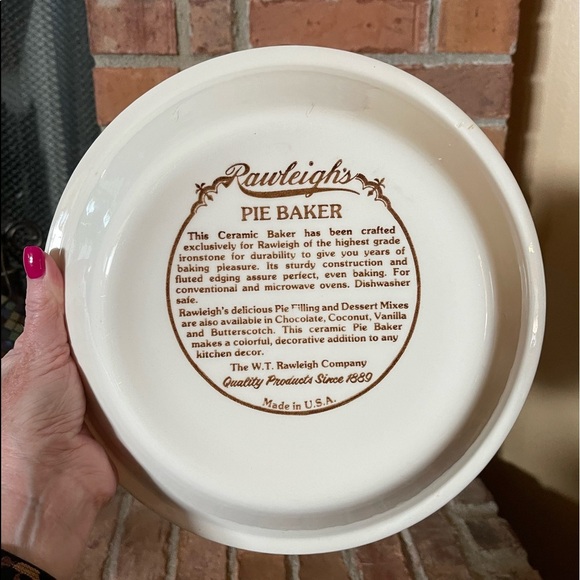 Rawleigh's
PIE BAKER
This Ceramic Baker has been crafted
exclusively for Rawleigh of the highest grade
ironstone for durability to give you years of
baking pleasure. Its sturdy construction and
fluted edging assure perfect, even baking. For
conventional and microwave ovens. Dishwasher
safe.
Rawleigh's delicious Pie Filling and Dessert Mixes
are also available in Chocolate, Coconut, Vanilla
and Butterscotch. This ceramic Pie Baker
makes a colorful, decorative addition to any
kitchen decor.
The W.T. Rawleigh Company
Quality Products Since 1889
Made in U.S.A.